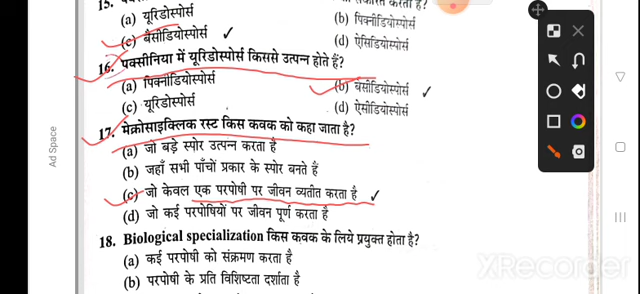 15.
(a) यूरिडोस्पोर्स
(b) पिक्नीडियोस्पोर्स
(c) बेसीडियोस्पोर्स ✓
(d) ऐसिडियोस्पोर्स
16. पक्सीनिया में यूरिडोस्पोर्स किससे उत्पन्न होते हैं?
(a) पिक्नीडियोस्पोर्स
(b) बेसीडियोस्पोर्स ✓
(c) यूरिडोस्पोर्स
(d) ऐसीडियोस्पोर्स
17. मेक्रोसाइक्लिक रस्ट किस कवक को कहा जाता है?
(a) जो बड़े स्पोर उत्पन्न करता है
(b) जहाँ सभी पाँचों प्रकार के स्पोर बनते हैं
(c) जो केवल एक परपोषी पर जीवन व्यतीत करता है ✓
(d) जो कई परपोषियों पर जीवन पूर्ण करता है
18. Biological specialization किस कवक के लिये प्रयुक्त होता है?
(a) कई परपोषी को संक्रमण करता है
(b) परपोषी के प्रति विशिष्टता दर्शाता है
Ad Space
XRecorder